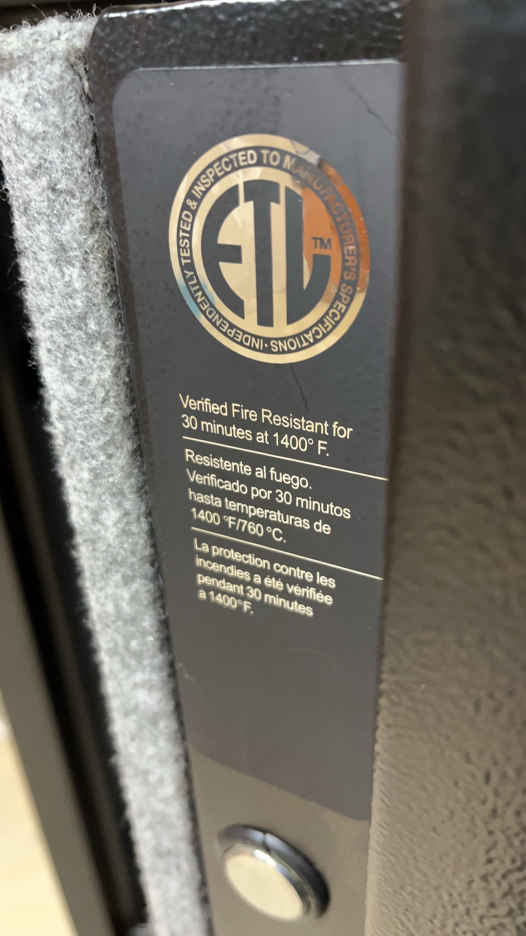 INDEPENDENTLY TESTED & INSPECTED TO MANUFACTURER'S SPECIFICATIONS •
ETL
TM
Verified Fire Resistant for
30 minutes at 1400° F.
Resistente al fuego.
Verificado por 30 minutos
hasta temperaturas de
1400 °F/760 °C.
La protection contre les
incendies a été vérifiée
pendant 30 minutes
a 1400°F.